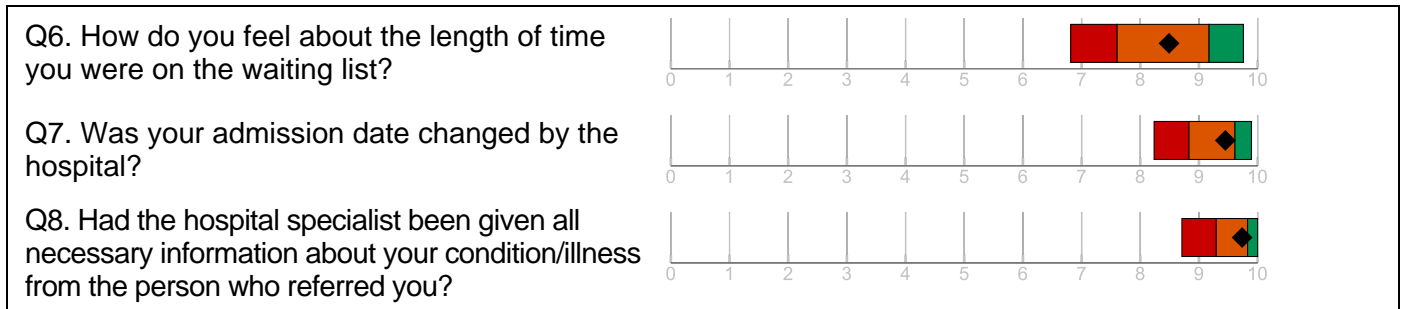 Q6. How do you feel about the length of time
you were on the waiting list?
0 1 2 3 4 5 6 7 8 9 10
Q7. Was your admission date changed by the
hospital?
0 1 2 3 4 5 6 7 8 9 10
Q8. Had the hospital specialist been given all
necessary information about your condition/illness
from the person who referred you?
0 1 2 3 4 5 6 7 8 9 10